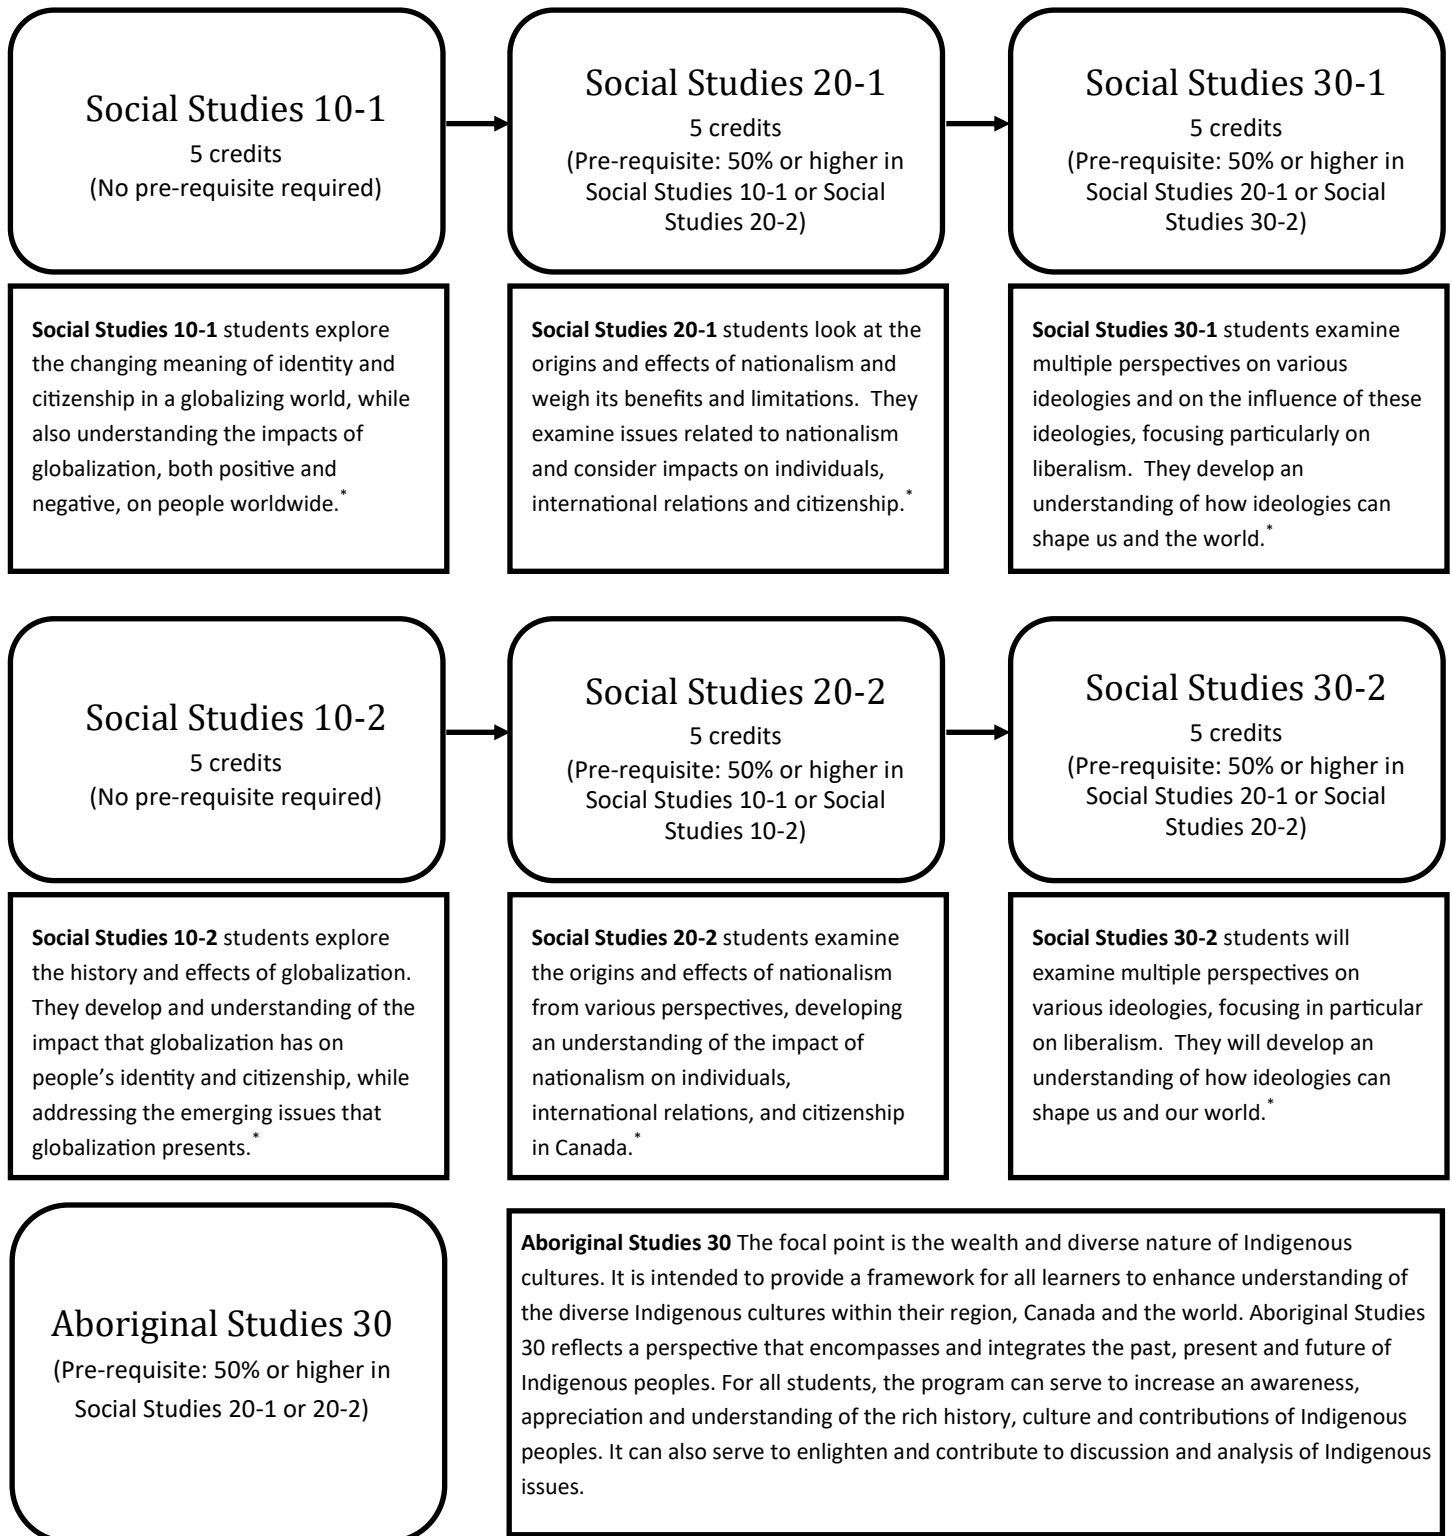 Social Studies 10-1
5 credits
(No pre-requisite required)
Social Studies 20-1
5 credits
(Pre-requisite: 50% or higher in
Social Studies 10-1 or Social
Studies 20-2)
Social Studies 30-1
5 credits
(Pre-requisite: 50% or higher in
Social Studies 20-1 or Social
Studies 30-2)
Social Studies 10-1 students explore
the changing meaning of identity and
citizenship in a globalizing world, while
also understanding the impacts of
globalization, both positive and
negative, on people worldwide.*
Social Studies 20-1 students look at the
origins and effects of nationalism and
weigh its benefits and limitations. They
examine issues related to nationalism
and consider impacts on individuals,
international relations and citizenship.*
Social Studies 30-1 students examine
multiple perspectives on various
ideologies and on the influence of these
ideologies, focusing particularly on
liberalism. They develop an
understanding of how ideologies can
shape us and the world.*
Social Studies 10-2
5 credits
(No pre-requisite required)
Social Studies 20-2
5 credits
(Pre-requisite: 50% or higher in
Social Studies 10-1 or Social
Studies 10-2)
Social Studies 30-2
5 credits
(Pre-requisite: 50% or higher in
Social Studies 20-1 or Social
Studies 20-2)
Social Studies 10-2 students explore
the history and effects of globalization.
They develop and understanding of the
impact that globalization has on
people’s identity and citizenship, while
addressing the emerging issues that
globalization presents.*
Social Studies 20-2 students examine
the origins and effects of nationalism
from various perspectives, developing
an understanding of the impact of
nationalism on individuals,
international relations, and citizenship
in Canada.*
Social Studies 30-2 students will
examine multiple perspectives on
various ideologies, focusing in particular
on liberalism. They will develop an
understanding of how ideologies can
shape us and our world.*
Aboriginal Studies 30
(Pre-requisite: 50% or higher in
Social Studies 20-1 or 20-2)
Aboriginal Studies 30 The focal point is the wealth and diverse nature of Indigenous
cultures. It is intended to provide a framework for all learners to enhance understanding of
the diverse Indigenous cultures within their region, Canada and the world. Aboriginal Studies
30 reflects a perspective that encompasses and integrates the past, present and future of
Indigenous peoples. For all students, the program can serve to increase an awareness,
appreciation and understanding of the rich history, culture and contributions of Indigenous
peoples. It can also serve to enlighten and contribute to discussion and analysis of Indigenous
issues.